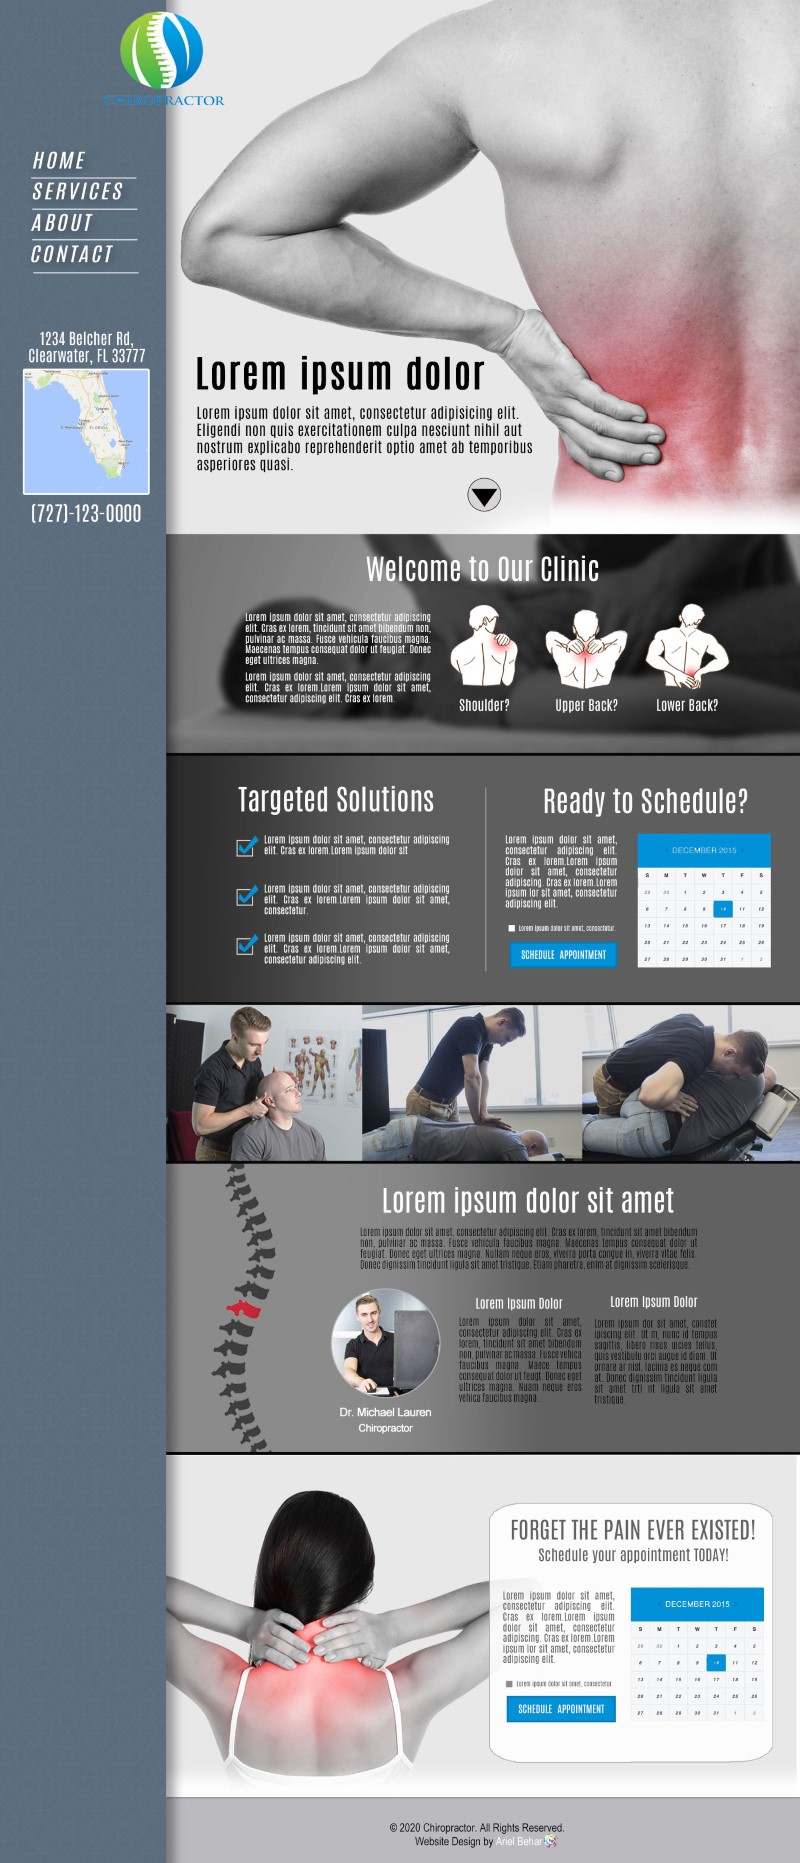 CHIROPRACTOR
HOME
SERVICES
ABOUT
CONTACT
1234 Belcher Rd,
Clearwater, FL 33777
(727)-123-0000
Lorem ipsum dolor
Lorem ipsum dolor sit amet, consectetur adipisicing elit.
Eligendi non quis exercitationem culpa nesciunt nihil aut
nostrum explicabo reprehenderit optio amet ab temporibus
asperiores quasi.
Welcome to Our Clinic
Lorem ipsum dolor sit amet, consectetur adipiscing
elit. Cras ex lorem, tincidunt sit amet bibendum non,
pulvinar ac massa. Fusce vehicula faucibus magna.
Maecenas tempus consequat dolor ut feugiat. Donec
eget ultrices magna.
Lorem ipsum dolor sit amet, consectetur adipiscing
elit. Cras ex lorem.Lorem ipsum dolor sit amet,
consectetur adipiscing elit. Cras ex lorem.
Shoulder?
Upper Back?
Lower Back?
Targeted Solutions
Lorem ipsum dolor sit amet, consectetur adipiscing
elit. Cras ex lorem.Lorem ipsum dolor sit
Lorem ipsum dolor sit amet, consectetur adipiscing
elit. Cras ex lorem.Lorem ipsum dolor sit amet,
consectetur.
Lorem ipsum dolor sit amet, consectetur adipiscing
elit. Cras ex lorem.Lorem ipsum dolor sit amet,
consectetur adipiscing elit.
Ready to Schedule?
Lorem ipsum dolor sit amet,
consectetur adipiscing elit.
Cras ex lorem.Lorem ipsum
dolor sit amet, consectetur
adipiscing. Cras ex lorem.Lorem
ipsum lor sit amet, consectetur
adipiscing elit.
Lorem ipsum dolor sit amet, consectetur.
SCHEDULE APPOINTMENT
DECEMBER 2015
S M T W T F S
29 30 1 2 3 4 5
6 7 8 9 10 11 12
13 14 15 16 17 18 19
20 21 22 23 24 25 26
27 28 29 30 31 1 2
Lorem ipsum dolor sit amet
Lorem ipsum dolor sit amet, consectetur adipiscing elit. Cras ex lorem, tincidunt sit amet bibendum
non, pulvinar ac massa. Fusce vehicula faucibus magna. Maecenas tempus consequat dolor ut
feugiat. Donec eget ultrices magna. Nullam neque eros, viverra porta congue in, viverra vitae felis.
Donec dignissim tincidunt ligula sit amet tristique. Etiam pharetra, enim at dignissim scelerisque.
Dr. Michael Lauren
Chiropractor
Lorem Ipsum Dolor
Lorem ipsum dolor sit amet,
consectetur adipiscing elit. Cras ex
lorem, tincidunt sit amet bibendum
non, pulvinar ac massa. Fusce vehica
faucibus magna. Maece tempus
consequat dolor ut feugt. Donec eget
ultrices magna. Nuam neque eros
vehica faucibus magna.
Lorem Ipsum Dolor
Lorem ipsum dor sit amet, constet
ipiscing elit. Ut m, nunc id tempus
sagittis, libero risus uicies tellus,
quis vestibulu orci augue id diam. Ut
ornare ar nisl, lacinia es neque com
at. Donec dignissim tincidunt ligula
sit amet trti nt ligula sit amet
tristique.
FORGET THE PAIN EVER EXISTED!
Schedule your appointment TODAY!
Lorem ipsum dolor sit amet,
consectetur adipiscing elit.
Cras ex lorem.Lorem ipsum
dolor sit amet, consectetur
adipiscing. Cras ex lorem.Lorem
ipsum lor sit amet, consectetur
adipiscing elit.
Lorem ipsum dolor sit amet, consectetur
SCHEDULE APPOINTMENT
DECEMBER 2015
S M T W T F S
29 30 1 2 3 4 5
6 7 8 9 10 11 12
13 14 15 16 17 18 19
20 21 22 23 24 25 26
27 28 29 30 31 1 2
© 2020 Chiropractor. All Rights Reserved.
Website Design by Ariel Behar